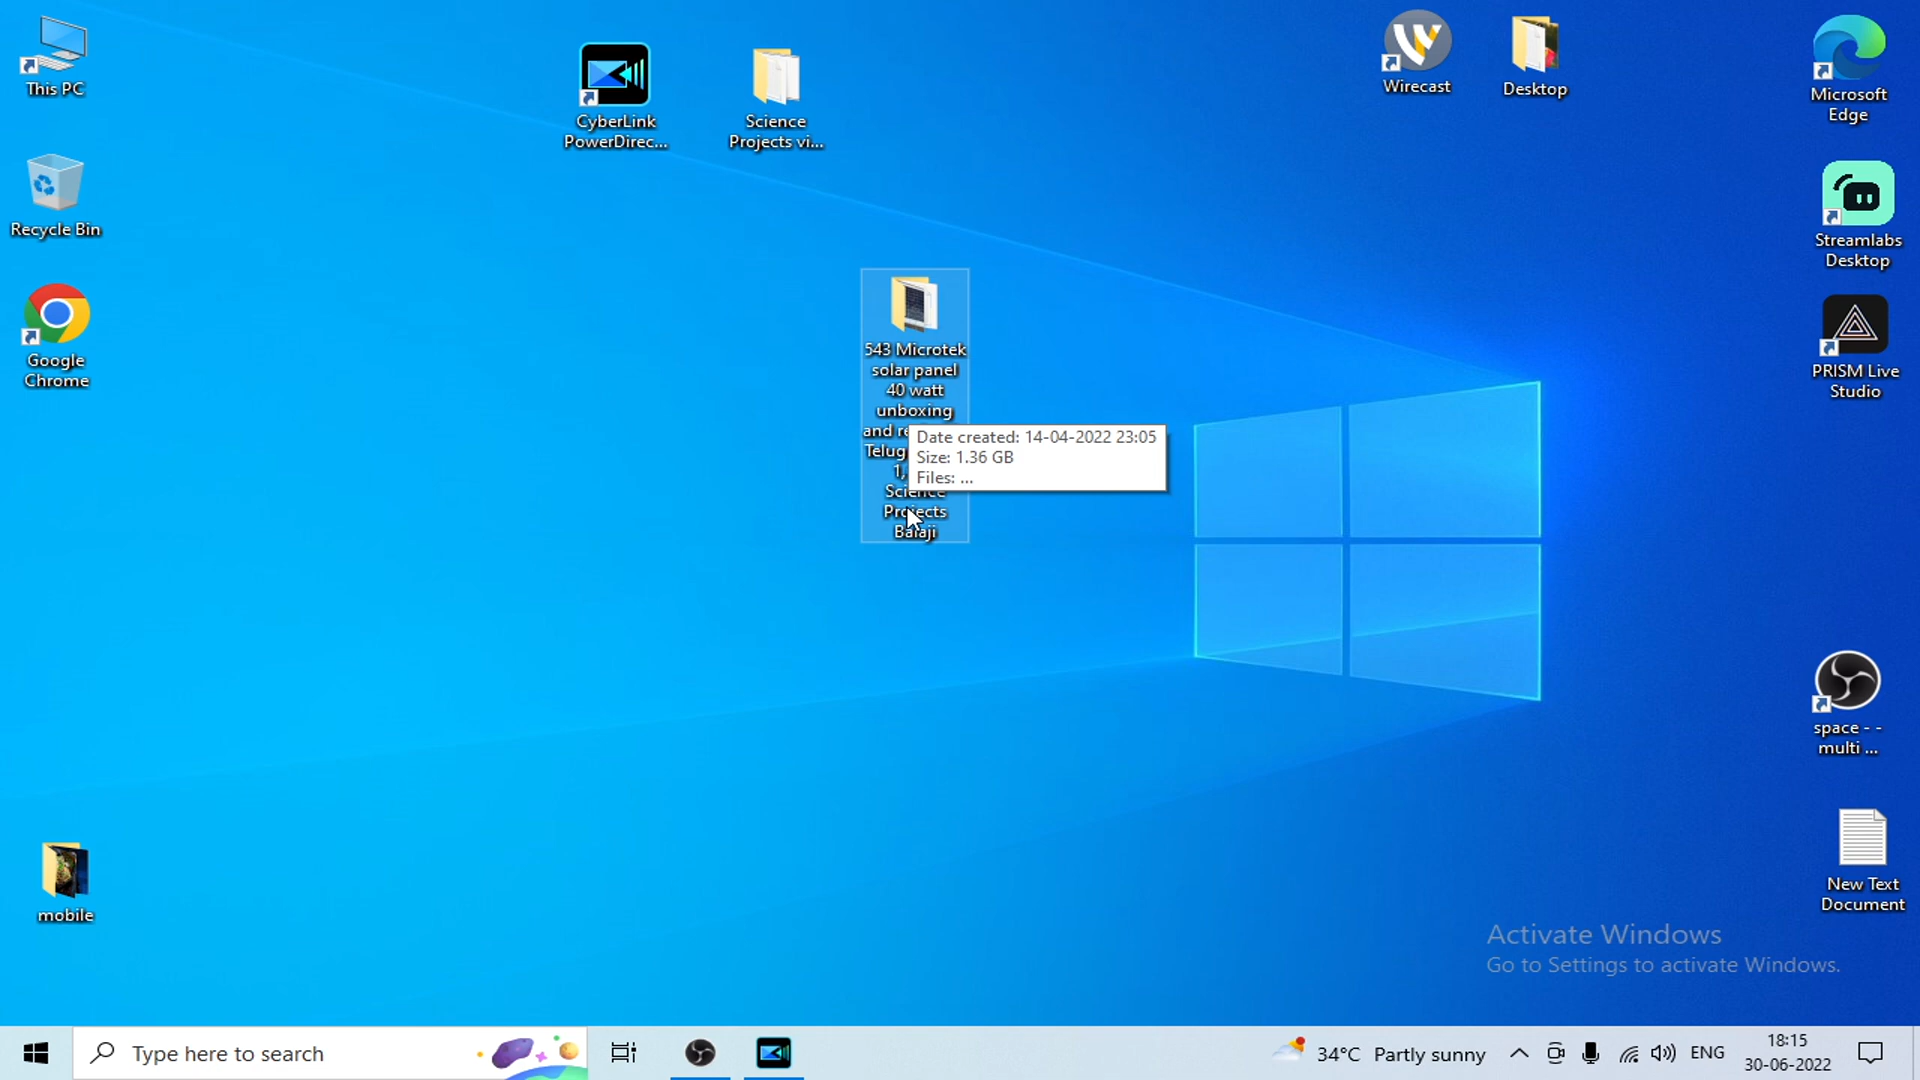 This PC
Recycle Bin
Google
Chrome
mobile
CyberLink
PowerDirec...
Science
Projects vi...
543 Microtek
solar panel
40 watt
unboxing
and re
Telug
1,
Science
Projects
Balaji
Date created: 14-04-2022 23:05
Size: 1.36 GB
Files: ...
Wirecast
Desktop
Microsoft
Edge
Streamlabs
Desktop
PRISM Live
Studio
space - -
multi ...
New Text
Document
Activate Windows
Go to Settings to activate Windows.
Type here to search
34°C Partly sunny
ENG
18:15
30-06-2022